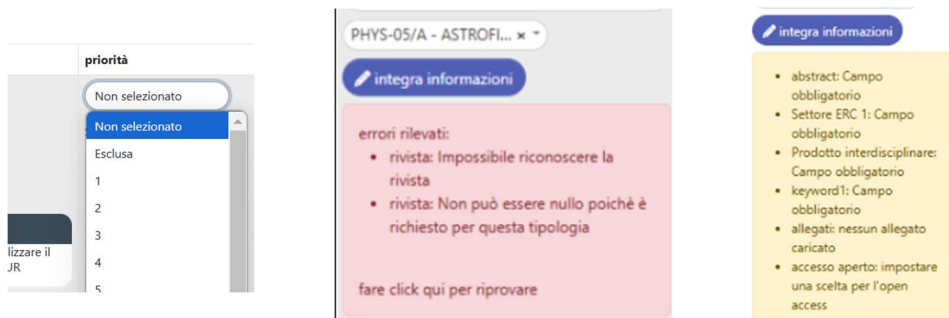 priorità
Non selezionato
Non selezionato
Esclusa
1
2
3
4
5
lizzare il
PHYS-05/A - ASTROFI... ×
integra informazioni
errori rilevati:
rivista: Impossibile riconoscere la
rivista
rivista: Non può essere nullo poichè è
richiesto per questa tipologia
fare click qui per riprovare
integra informazioni
abstract: Campo
obbligatorio
Settore ERC 1: Campo
obbligatorio
Prodotto interdisciplinare:
Campo obbligatorio
keyword1: Campo
obbligatorio
allegati: nessun allegato
caricato
accesso aperto: impostare
una scelta per l'open
access